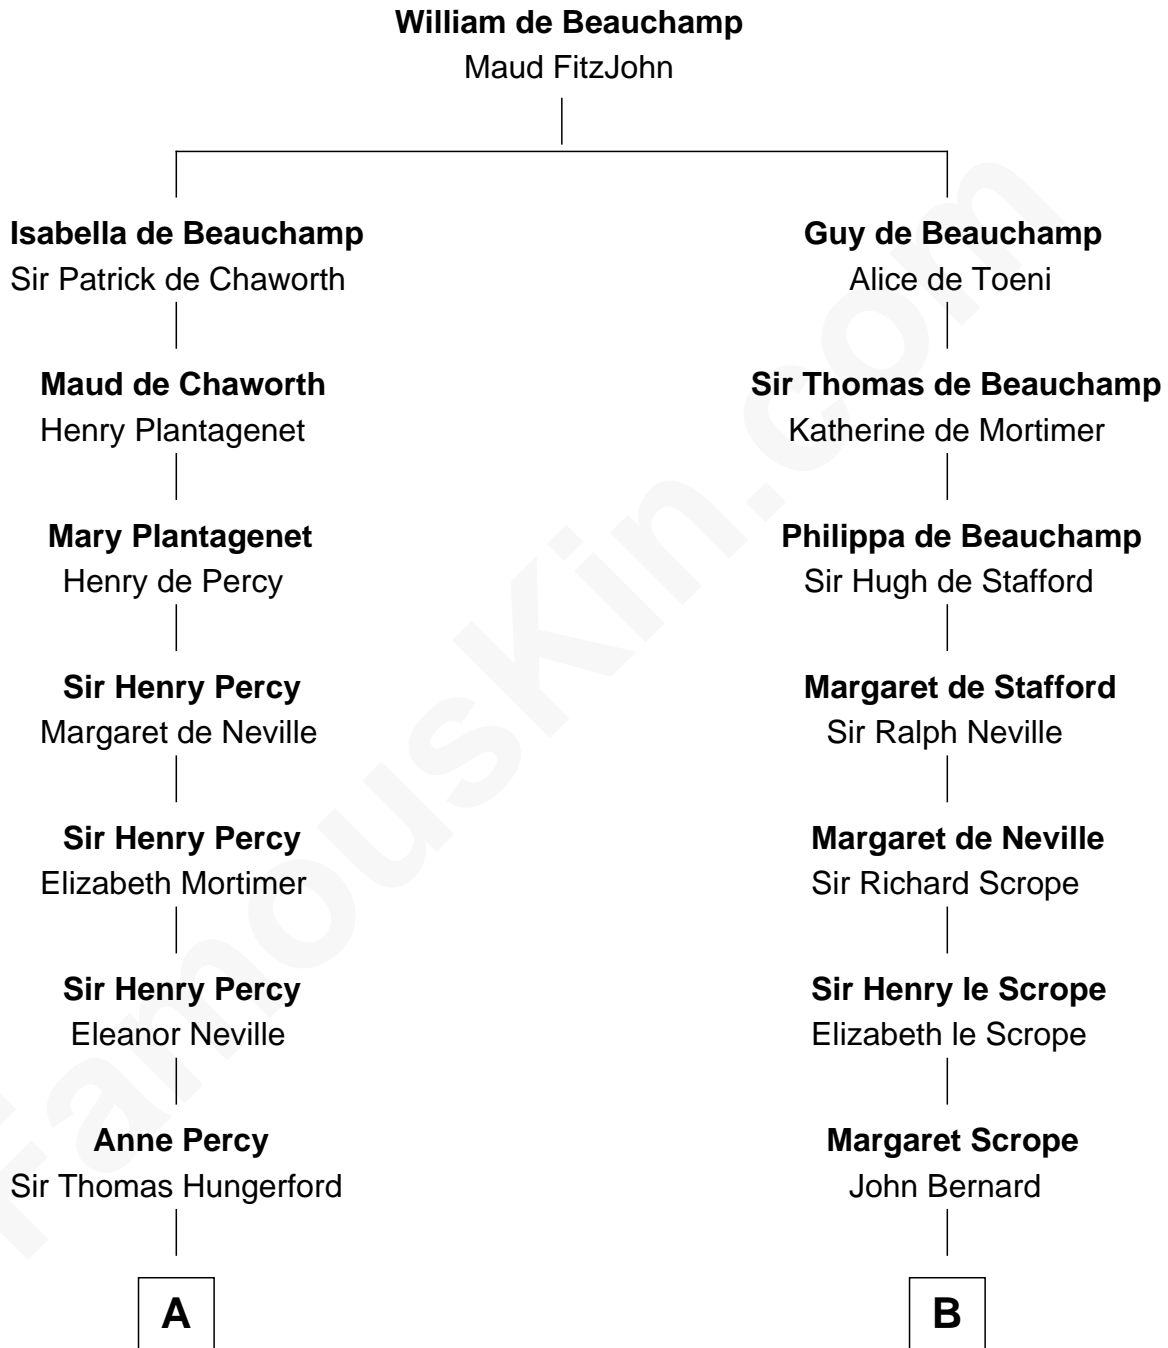 William de Beauchamp
Maud FitzJohn
Isabella de Beauchamp
Sir Patrick de Chaworth
Guy de Beauchamp
Alice de Toeni
Maud de Chaworth
Henry Plantagenet
Sir Thomas de Beauchamp
Katherine de Mortimer
Mary Plantagenet
Henry de Percy
Philippa de Beauchamp
Sir Hugh de Stafford
Sir Henry Percy
Margaret de Neville
Margaret de Stafford
Sir Ralph Neville
Sir Henry Percy
Elizabeth Mortimer
Margaret de Neville
Sir Richard Scrope
Sir Henry Percy
Eleanor Neville
Sir Henry le Scrope
Elizabeth le Scrope
Anne Percy
Sir Thomas Hungerford
Margaret Scrope
John Bernard
A
B
FamousKin.com